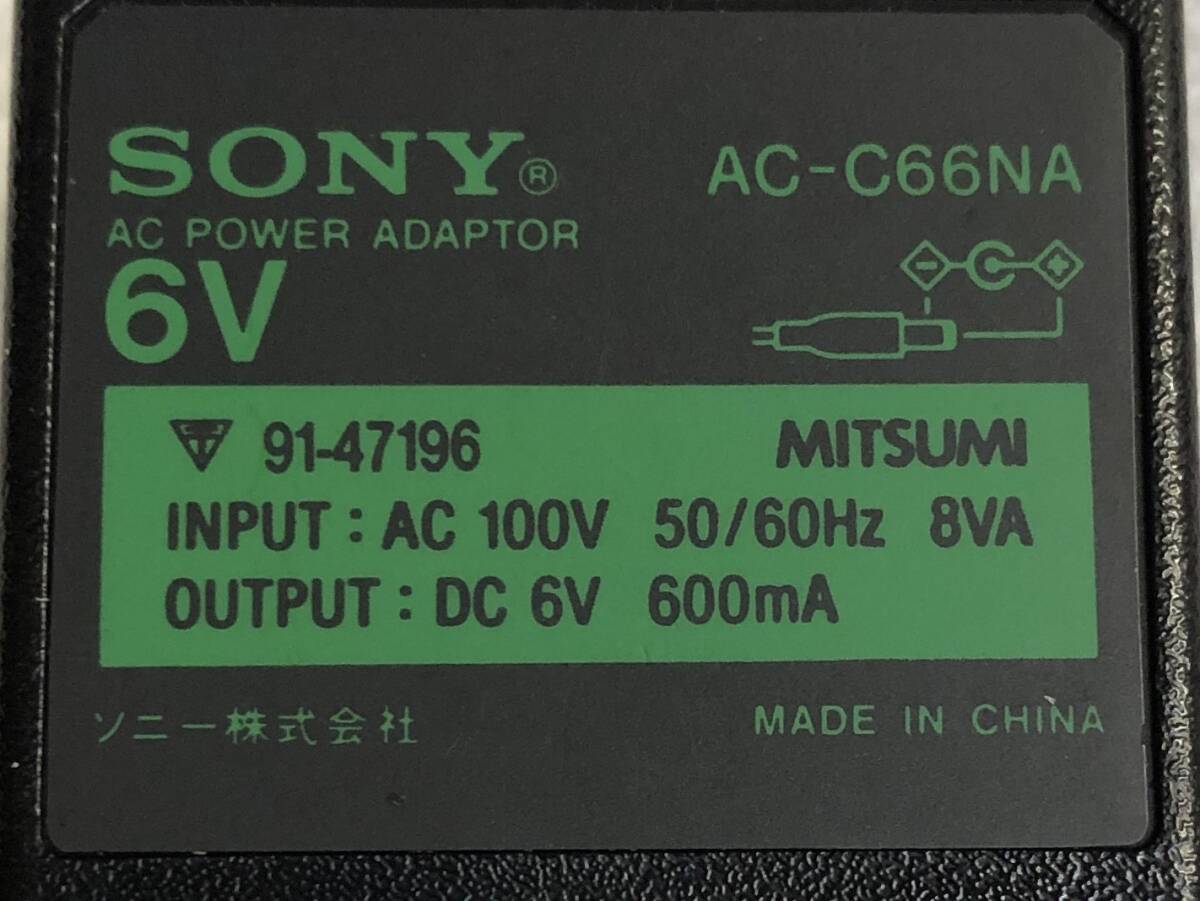 SONY®
AC-C66NA
AC POWER ADAPTOR
6V
91-47196 MITSUMI
INPUT : AC 100V 50/60Hz 8VA
OUTPUT : DC 6V 600mA
ソニー株式会社 MADE IN CHINA